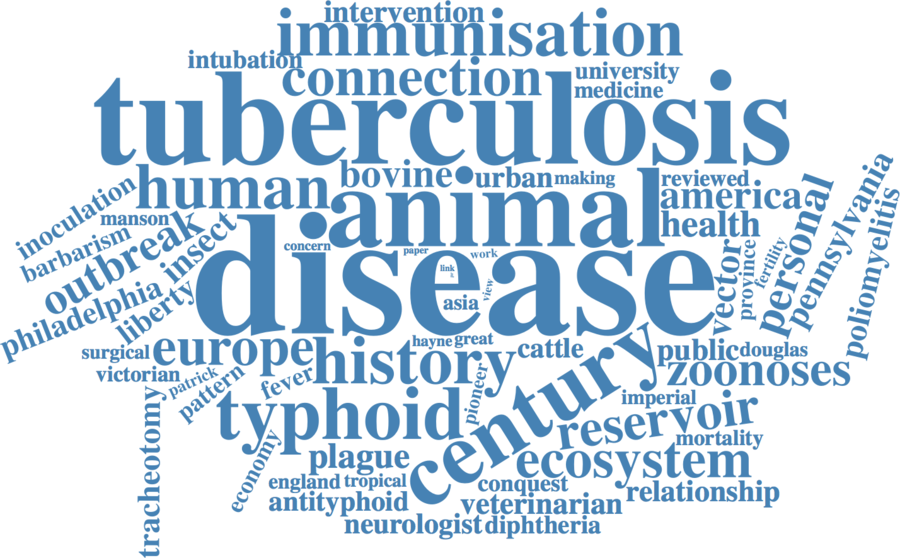 intervention
immunisation
intubation
connection
university
medicine
tuberculosis
human
bovine
urban
making
reviewed
america
health
animal
inoculation
manson
barbarism
outbreak
insect
philadelphia
liberty
concern
paper
work
link
view
asia
disease
vector
province
fertility
personal
pennsylvania
poliomyelitis
surgical
europe
victorian
patrick
pattern
fever
history
hayne
great
cattle
public
douglas
zoonoses
pioneer
century
imperial
typhoid
reservoir
mortality
tracheotomy
economy
plague
ecosystem
england
tropical
conquest
relationship
antityphoid
veterinarian
neurologist
diphtheria